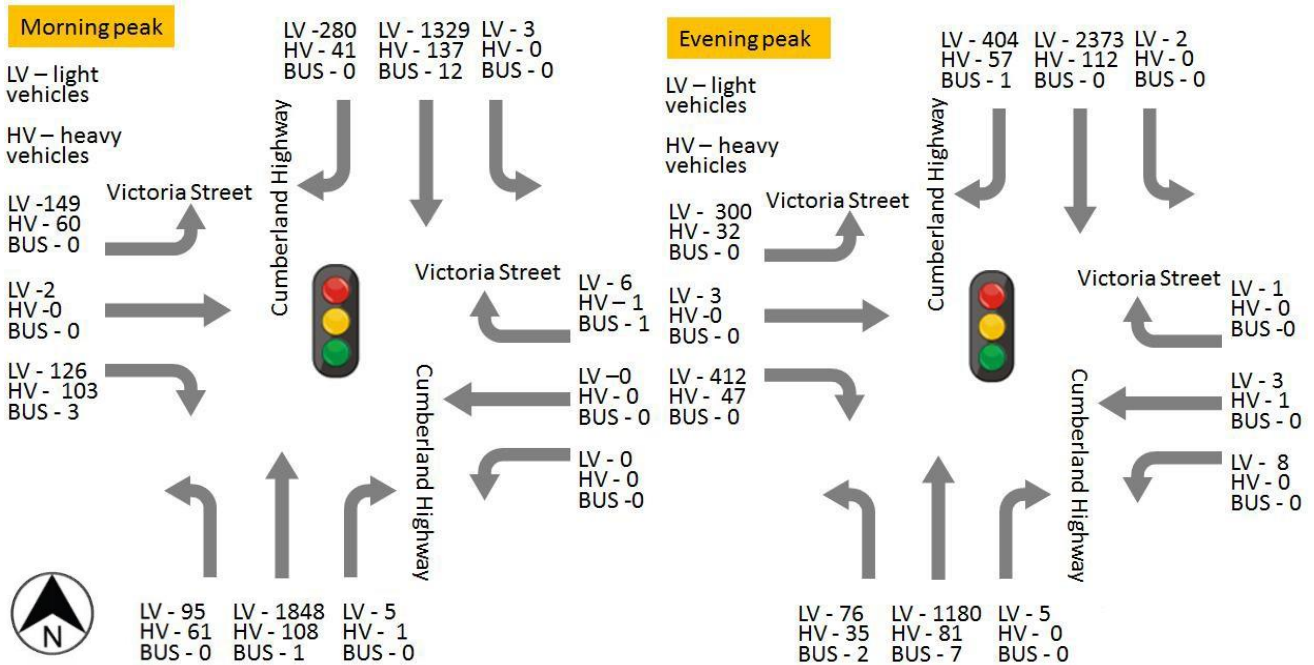 Morning peak
LV – light
vehicles
HV – heavy
vehicles
LV -280
HV - 41
BUS - 0
LV - 1329
HV - 137
BUS - 12
LV - 3
HV - 0
BUS - 0
Cumberland Highway
Victoria Street
LV -149
HV - 60
BUS - 0
LV -2
HV -0
BUS - 0
LV - 126
HV - 103
BUS - 3
Victoria Street
LV - 6
HV – 1
BUS - 1
LV –0
HV - 0
BUS - 0
LV - 0
HV - 0
BUS -0
Cumberland Highway
LV - 95
HV - 61
BUS - 0
LV - 1848
HV - 108
BUS - 1
LV - 5
HV - 1
BUS - 0
N
Evening peak
LV – light
vehicles
HV – heavy
vehicles
LV - 404
HV - 57
BUS - 1
LV - 2373
HV - 112
BUS - 0
LV - 2
HV - 0
BUS - 0
Cumberland Highway
Victoria Street
LV - 300
HV - 32
BUS - 0
LV - 3
HV -0
BUS - 0
LV - 412
HV - 47
BUS - 0
Victoria Street
LV - 1
HV - 0
BUS -0
LV - 3
HV - 1
BUS - 0
LV - 8
HV - 0
BUS - 0
Cumberland Highway
LV - 76
HV - 35
BUS - 2
LV - 1180
HV - 81
BUS - 7
LV - 5
HV - 0
BUS - 0